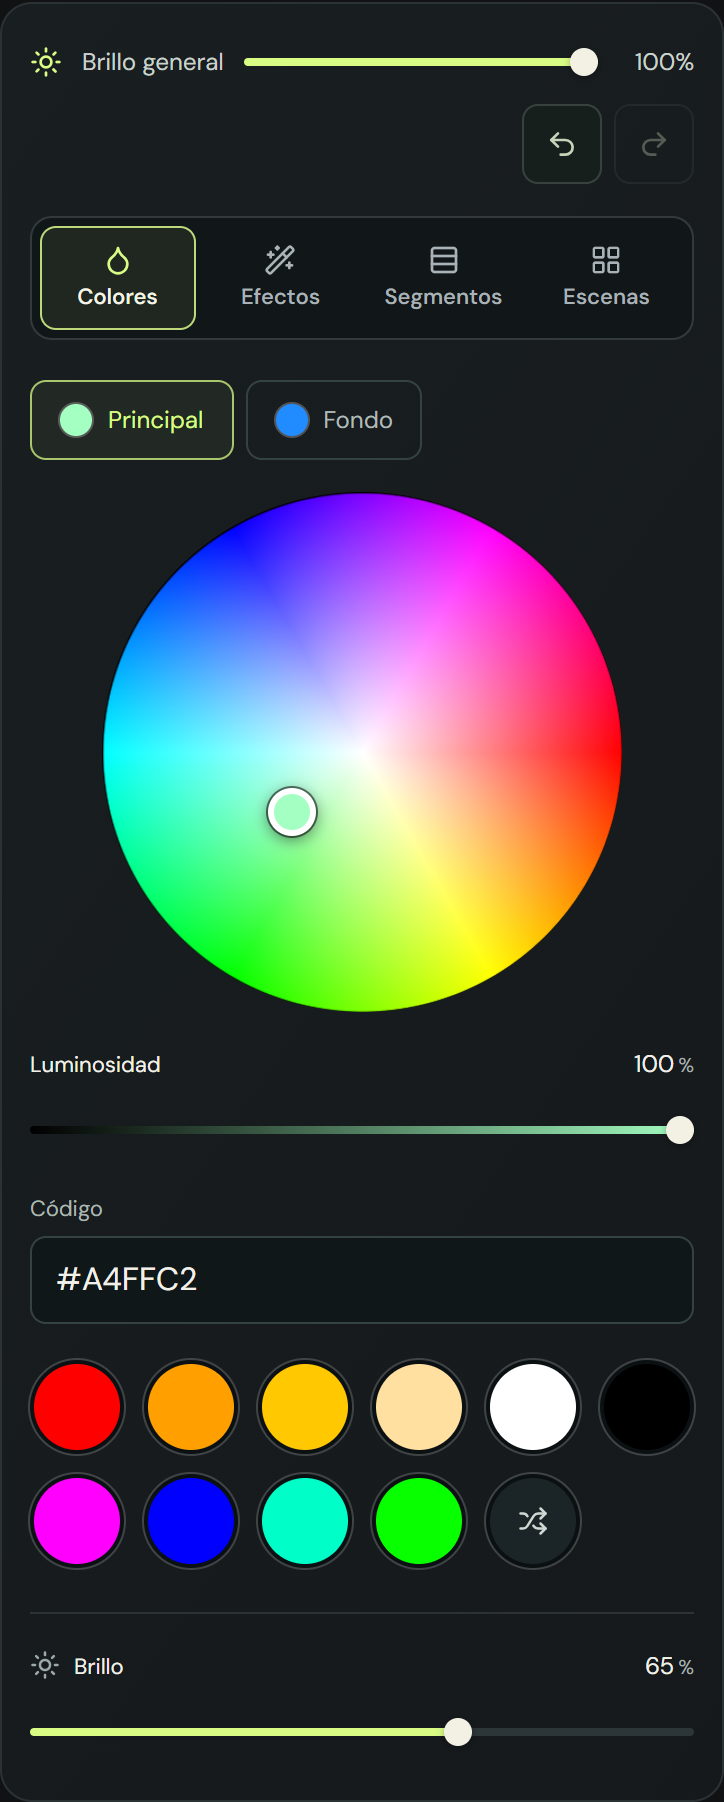 Brillo general 100%
Colores Efectos Segmentos Escenas
Principal Fondo
Luminosidad 100 %
Código
#A4FFC2
Brillo 65 %